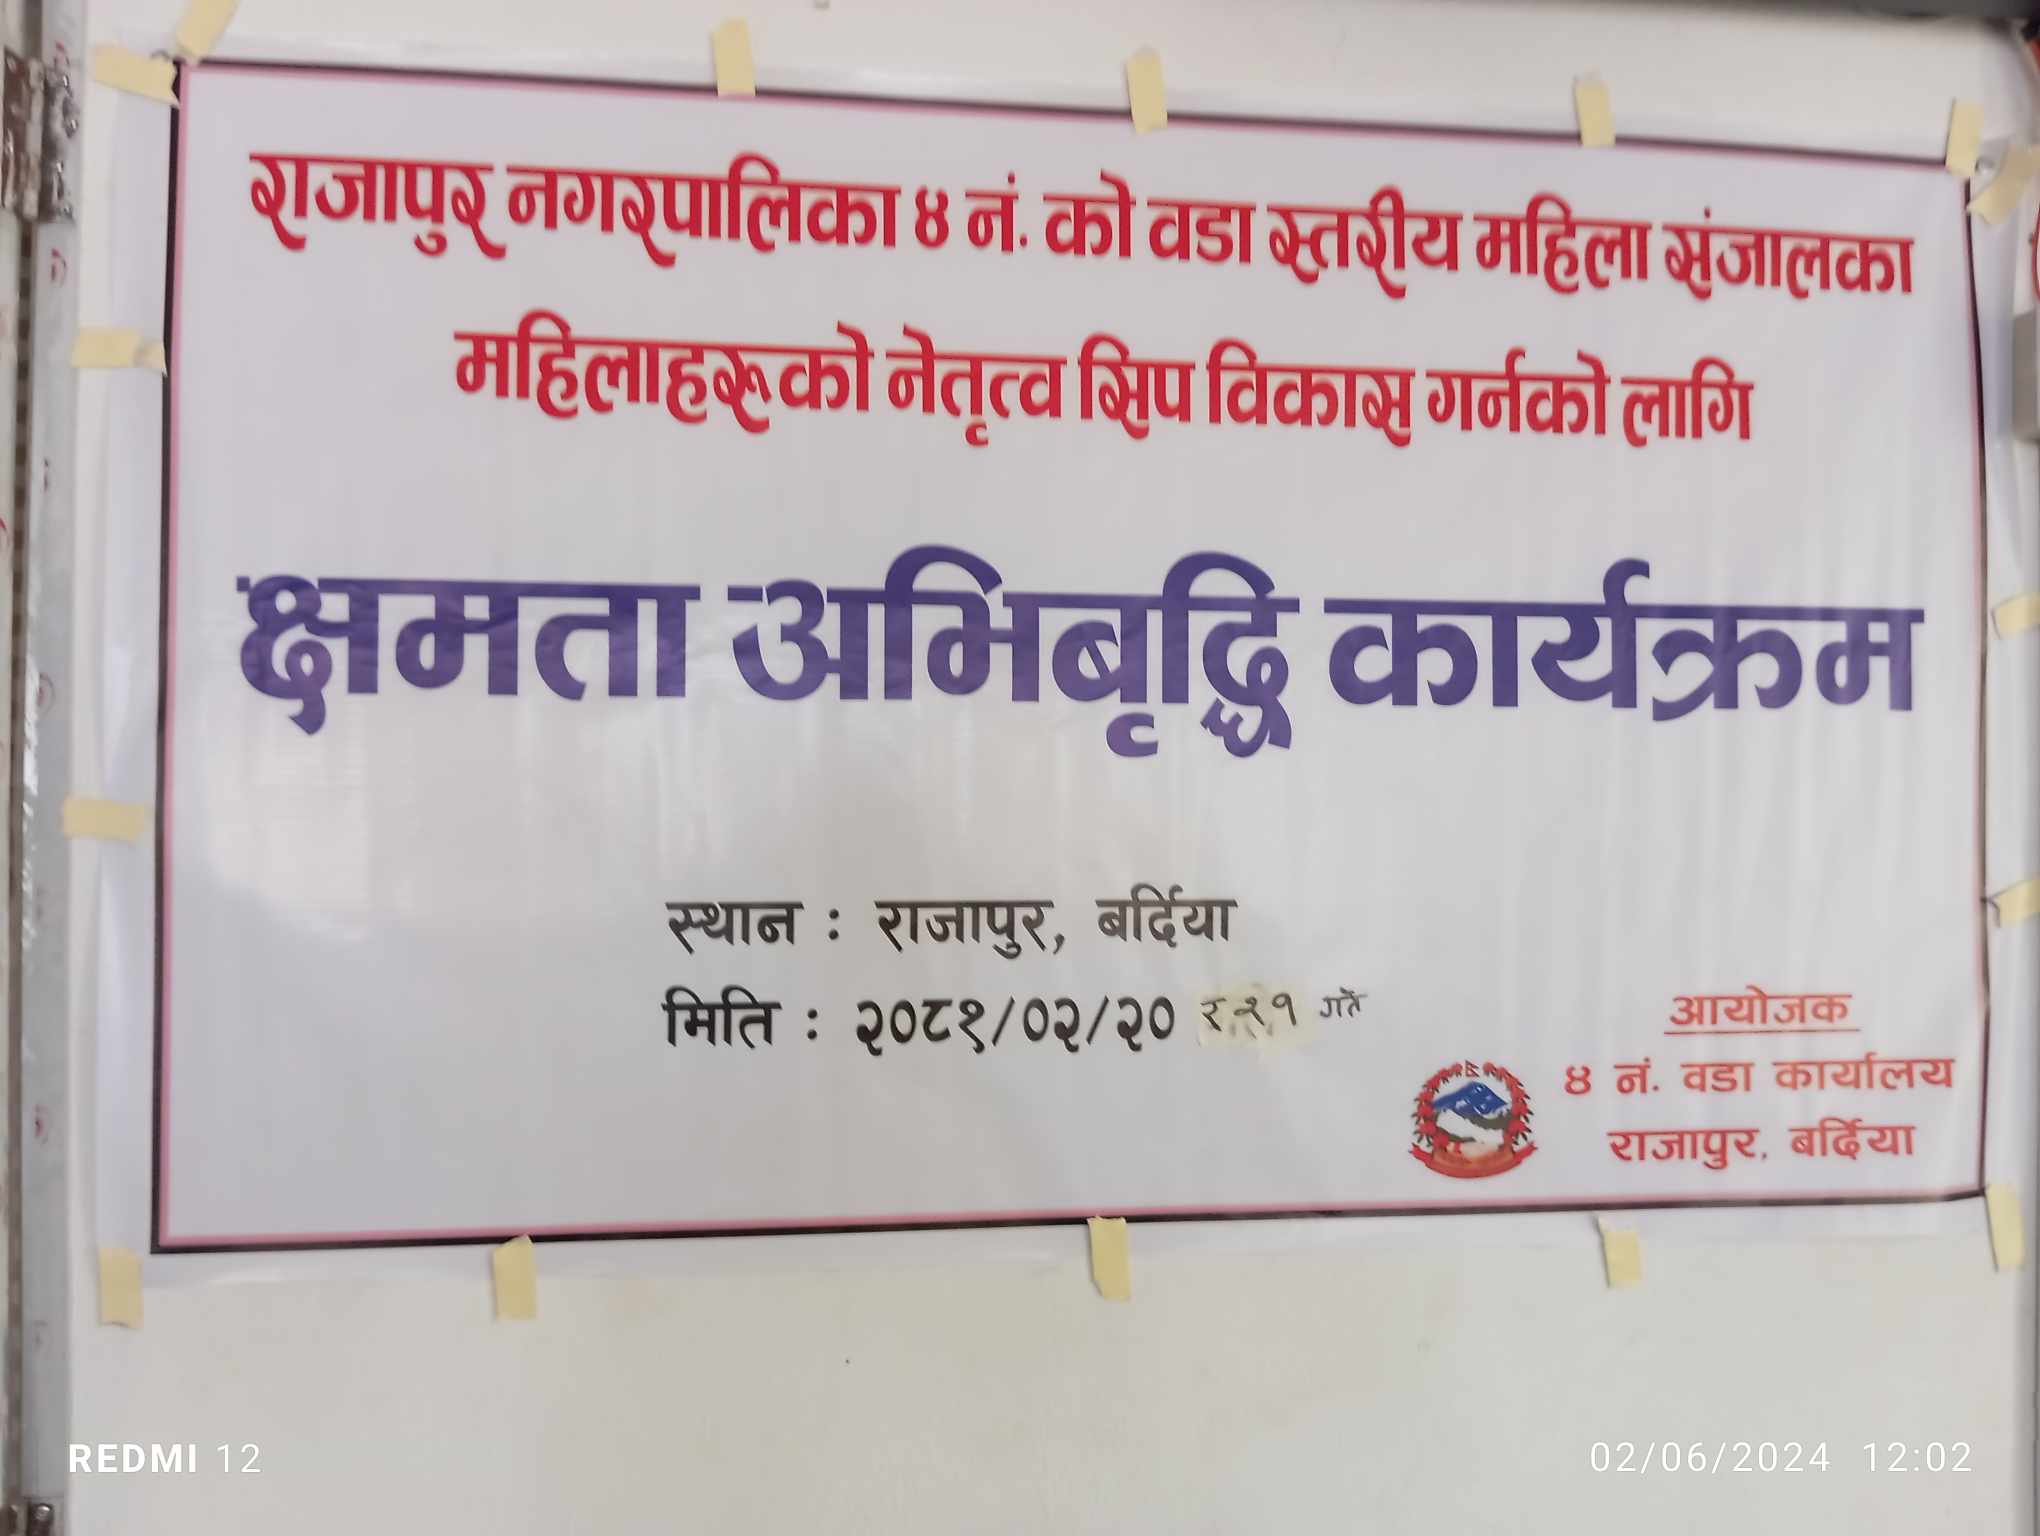 राजापुर नगरपालिका ४ नं. को वडा स्तरीय महिला संजालका
महिलाहरूको नेतृत्व सिप विकास गर्नको लागि
क्षमता अभिबृद्धि कार्यक्रम
स्थान : राजापुर, बर्दिया
मिति : २०८१/०२/२० र २१ गते
आयोजक
४ नं. वडा कार्यालय
राजापुर, बर्दिया
REDMI 12
02/06/2024 12:02